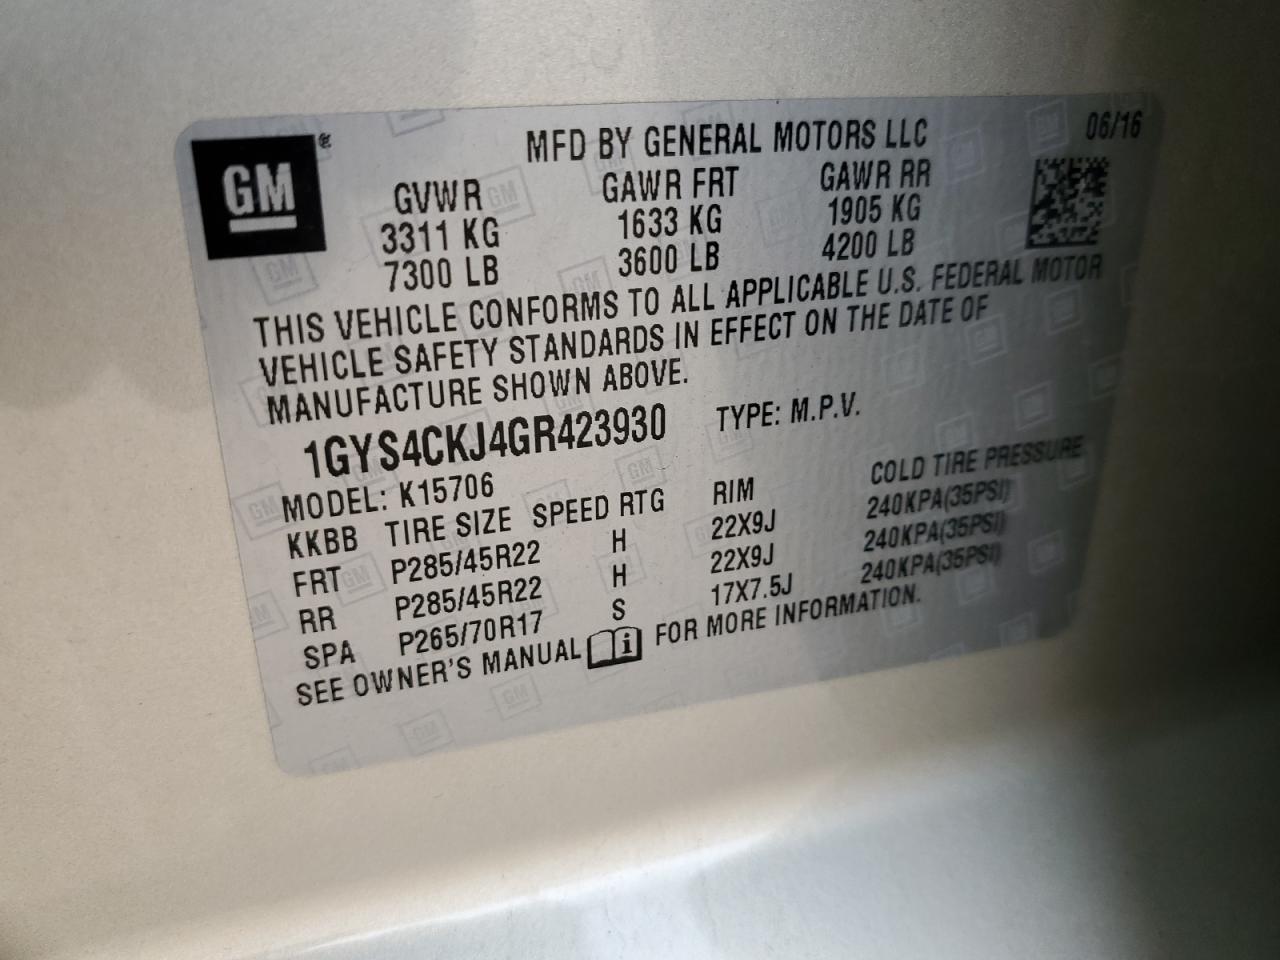 GM
MFD BY GENERAL MOTORS LLC 06/16
GVWR GAWR FRT GAWR RR
3311 KG 1633 KG 1905 KG
7300 LB 3600 LB 4200 LB
THIS VEHICLE CONFORMS TO ALL APPLICABLE U.S. FEDERAL MOTOR
VEHICLE SAFETY STANDARDS IN EFFECT ON THE DATE OF
MANUFACTURE SHOWN ABOVE.
1GYS4CKJ4GR423930 TYPE: M.P.V.
MODEL: K15706
KKBB TIRE SIZE SPEED RTG RIM COLD TIRE PRESSURE
FRT P285/45R22 H 22X9J 240KPA(35PSI)
RR P285/45R22 H 22X9J 240KPA(35PSI)
SPA P265/70R17 S 17X7.5J 240KPA(35PSI)
SEE OWNER'S MANUAL i FOR MORE INFORMATION.